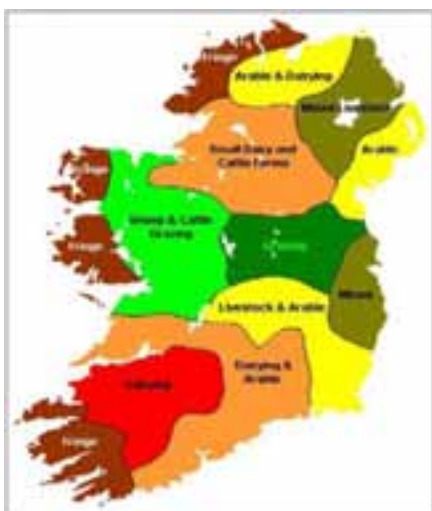 Fringe
Arable & Dairying
Mixed Livestock
Small Dairy and
Cattle Farms
Arable
Fringe
Sheep & Cattle
Grazing
Fringe
Mixed
Livestock & Arable
Dairying &
Arable
Dairying
Fringe